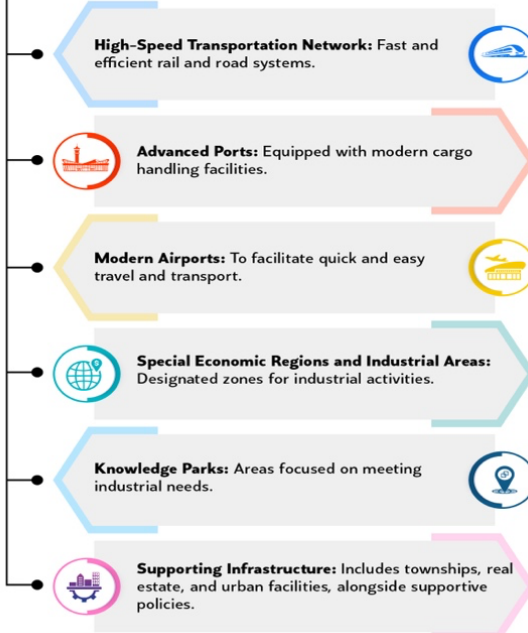 High-Speed Transportation Network: Fast and
efficient rail and road systems.
Advanced Ports: Equipped with modern cargo
handling facilities.
Modern Airports: To facilitate quick and easy
travel and transport.
Special Economic Regions and Industrial Areas:
Designated zones for industrial activities.
Knowledge Parks: Areas focused on meeting
industrial needs.
Supporting Infrastructure: Includes townships, real
estate, and urban facilities, alongside supportive
policies.